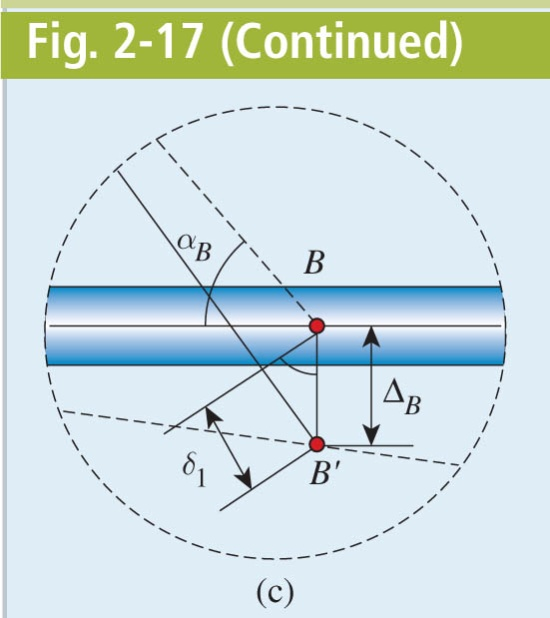 Fig. 2-17 (Continued)
α_B
B
Δ_B
δ_1
B'
(c)